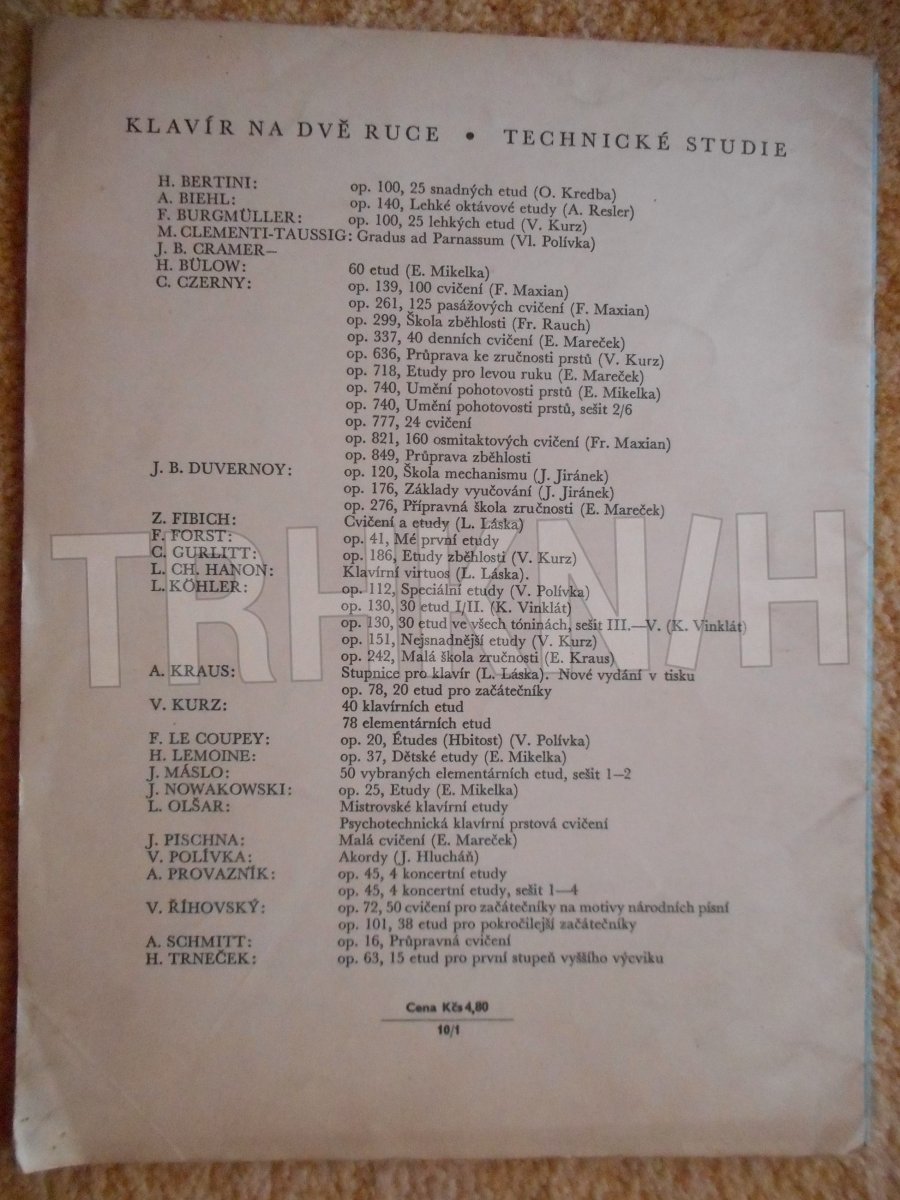 KLAVÍR NA DVĚ RUCE • TECHNICKÉ STUDIE
H. BERTINI: op. 100, 25 snadných etud (O. Kredba)
A. BIEHL: op. 140, Lehké oktávové etudy (A. Resler)
F. BURGMÜLLER: op. 100, 25 lehkých etud (V. Kurz)
M. CLEMENTI-TAUSSIG: Gradus ad Parnassum (Vl. Polívka)
J. B. CRAMER—
H. BÜLOW: 60 etud (E. Mikelka)
C. CZERNY: op. 139, 100 cvičení (F. Maxian)
op. 261, 125 pasážových cvičení (F. Maxian)
op. 299, Škola zběhlosti (Fr. Rauch)
op. 337, 40 denních cvičení (E. Mareček)
op. 636, Průprava ke zručnosti prstů (V. Kurz)
op. 718, Etudy pro levou ruku (E. Mareček)
op. 740, Umění pohotovosti prstů (E. Mikelka)
op. 740, Umění pohotovosti prstů, sešit 2/6
op. 777, 24 cvičení
op. 821, 160 osmitaktových cvičení (Fr. Maxian)
op. 849, Průprava zběhlosti
J. B. DUVERNOY: op. 120, Škola mechanismu (J. Jiránek)
op. 176, Základy vyučování (J. Jiránek)
op. 276, Přípravná škola zručnosti (E. Mareček)
Z. FIBICH: Cvičení a etudy (L. Láska)
F. FORST: op. 41, Mé první etudy
C. GURLITT: op. 186, Etudy zběhlosti (V. Kurz)
L. CH. HANON: Klavírní virtuos (L. Láska).
L. KÖHLER: op. 112, Speciální etudy (V. Polívka)
op. 130, 30 etud I/II. (K. Vinklát)
op. 130, 30 etud ve všech tóninách, sešit III.—V. (K. Vinklát)
op. 151, Nejsnadnější etudy (V. Kurz)
op. 242, Malá škola zručnosti (E. Kraus)
A. KRAUS: Stupnice pro klavír (L. Láska). Nové vydání v tisku
op. 78, 20 etud pro začátečníky
V. KURZ: 40 klavírních etud
78 elementárních etud
F. LE COUPEY: op. 20, Études (Hbitost) (V. Polívka)
H. LEMOINE: op. 37, Dětské etudy (E. Mikelka)
J. MÁSLO: 50 vybraných elementárních etud, sešit 1—2
J. NOWAKOWSKI: op. 25, Etudy (E. Mikelka)
L. OLŠAR: Mistrovské klavírní etudy
Psychotechnická klavírní prstová cvičení
J. PISCHNA: Malá cvičení (E. Mareček)
V. POLÍVKA: Akordy (J. Hlucháň)
A. PROVAZNÍK: op. 45, 4 koncertní etudy
op. 45, 4 koncertní etudy, sešit 1—4
V. ŘÍHOVSKÝ: op. 72, 50 cvičení pro začátečníky na motivy národních písní
op. 101, 38 etud pro pokročilejší začátečníky
A. SCHMITT: op. 16, Průpravná cvičení
H. TRNEČEK: op. 63, 15 etud pro první stupeň vyššího výcviku
Cena Kčs 4,80
10/1
TRHKNIH